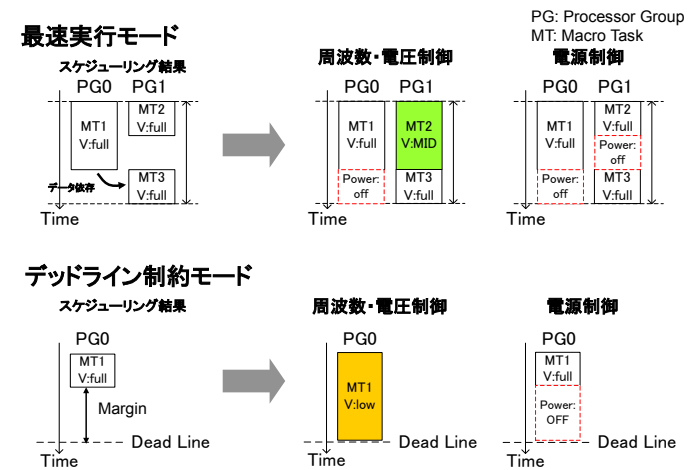 PG: Processor Group
MT: Macro Task
最速実行モード
スケジューリング結果
PG0 PG1
MT1
V:full
MT2
V:full
MT3
V:full
データ依存
Time
周波数・電圧制御
PG0 PG1
MT1
V:full
Power:
off
MT2
V:MID
MT3
V:full
Time
電源制御
PG0 PG1
MT1
V:full
Power:
off
MT2
V:full
Power:
off
MT3
V:full
Time
デッドライン制約モード
スケジューリング結果
PG0
MT1
V:full
Margin
Dead Line
Time
周波数・電圧制御
PG0
MT1
V:low
Dead Line
Time
電源制御
PG0
MT1
V:full
Power:
OFF
Dead Line
Time